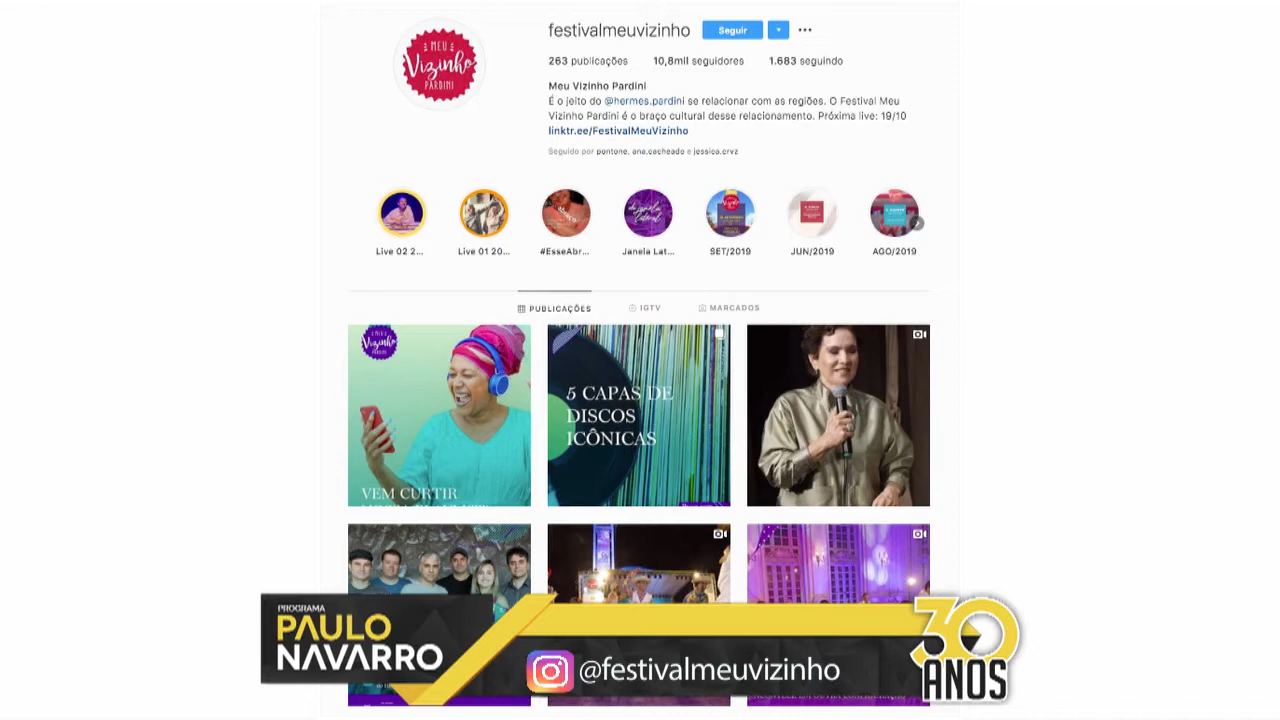 MEU
Vizinho
PARDINI
festivalmeuvizinho
Seguir
263 publicações 10,8mil seguidores 1.683 seguindo
Meu Vizinho Pardini
É o jeito do @hermes.pardini se relacionar com as regiões. O Festival Meu
Vizinho Pardini é o braço cultural desse relacionamento. Próxima live: 19/10
linktr.ee/FestivalMeuVizinho
Seguido por pontone, ana.cacheado e jessica.crvz
Live 02 2... Live 01 20... #EsseAbr... Janela Lat... SET/2019 JUN/2019 AGO/2019
PUBLICAÇÕES IGTV MARCADOS
MEU
Vizinho
PARDINI
VEM CURTIR
5 CAPAS DE
DISCOS
ICÔNICAS
PROGRAMA
PAULO
NAVARRO
@festivalmeuvizinho
30
ANOS